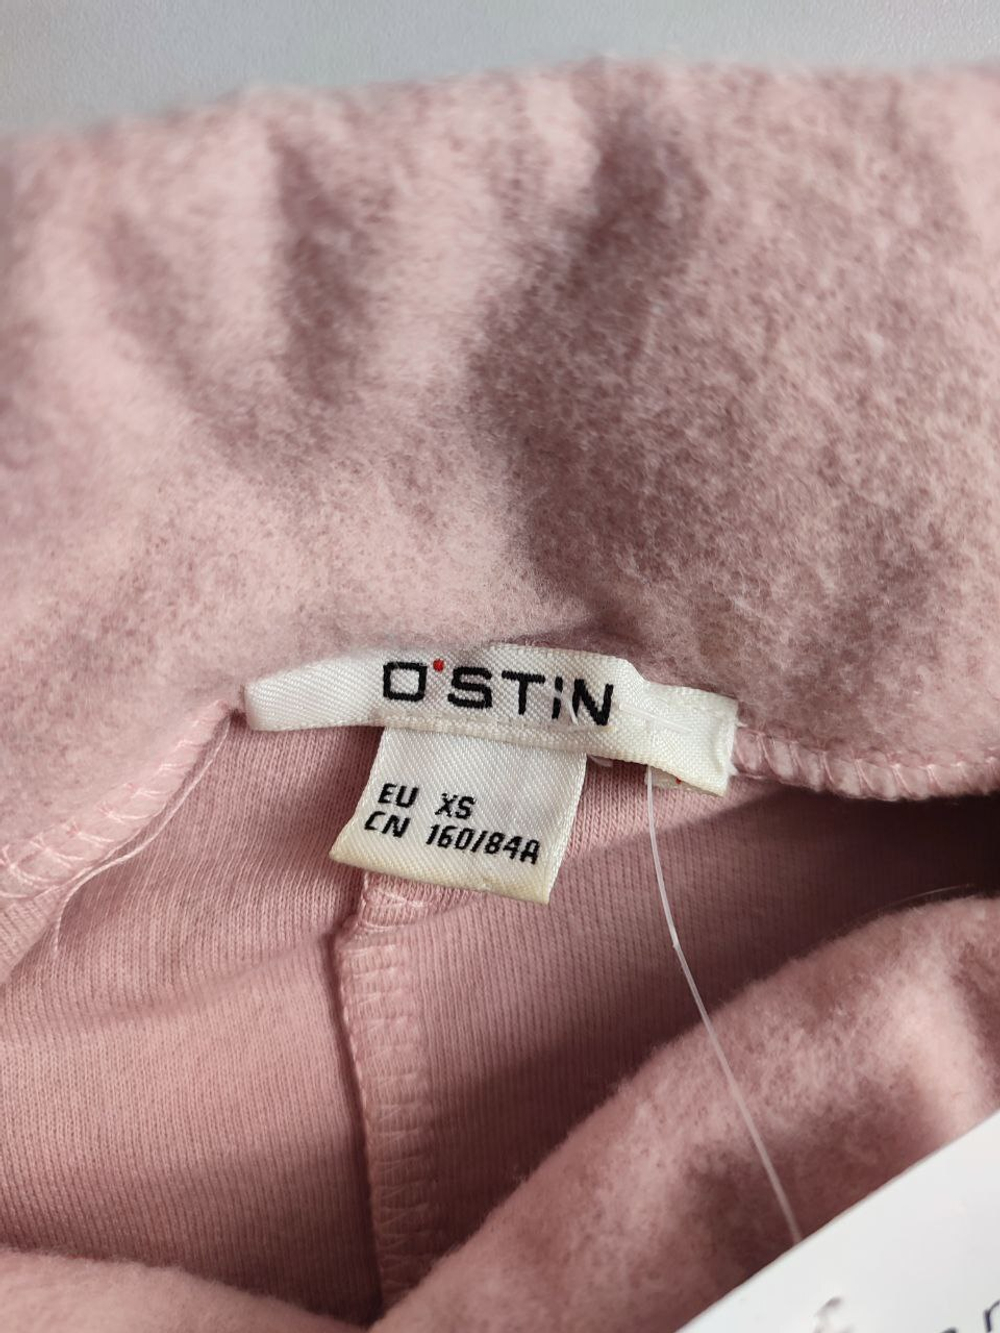 O'STIN
EU XS
CN 160/84A